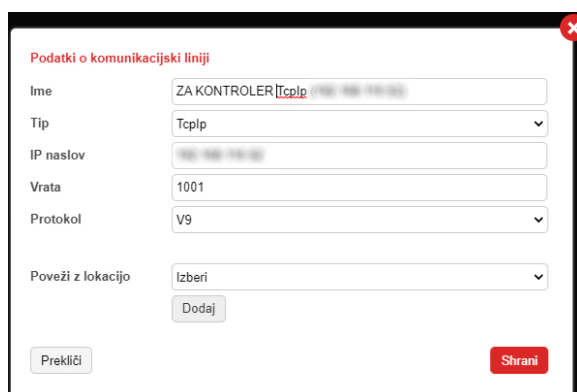 Podatki o komunikacijski liniji
Ime ZA KONTROLER TcpIp
Tip TcpIp
IP naslov
Vrata 1001
Protokol V9
Poveži z lokacijo Izberi
Dodaj
Prekliči Shrani